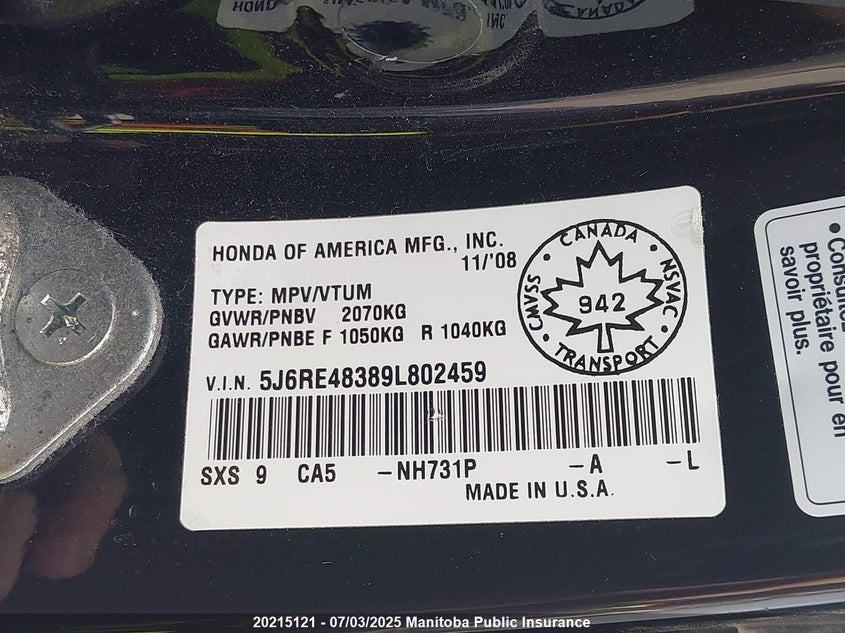 HONDA OF AMERICA MFG., INC.
11/'08
TYPE: MPV/VTUM
GVWR/PNBV 2070KG
GAWR/PNBE F 1050KG R 1040KG
V.I.N. 5J6RE48389L802459
SXS 9 CA5 -NH731P -A -L
MADE IN U.S.A.
CANADA
CMVSS
NSVAC
942
TRANSPORT
• Consultez
propriétaire pour en
savoir plus.
20215121 - 07/03/2025 Manitoba Public Insurance